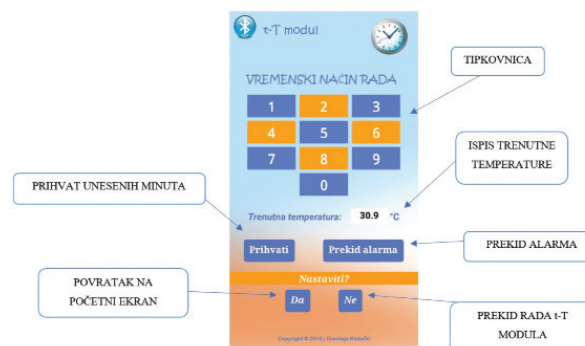 t-T modul
VREMENSKI NAČIN RADA
1 2 3
4 5 6
7 8 9
0
Trenutna temperatura: 30.9 °C
Prihvati Prekid alarma
Nastaviti?
Da Ne
TIPKOVNICA
ISPIS TRENUTNE
TEMPERATURE
PRIHVAT UNESENIH MINUTA
PREKID ALARMA
POVRATAK NA
POČETNI EKRAN
PREKID RADA t-T
MODULA